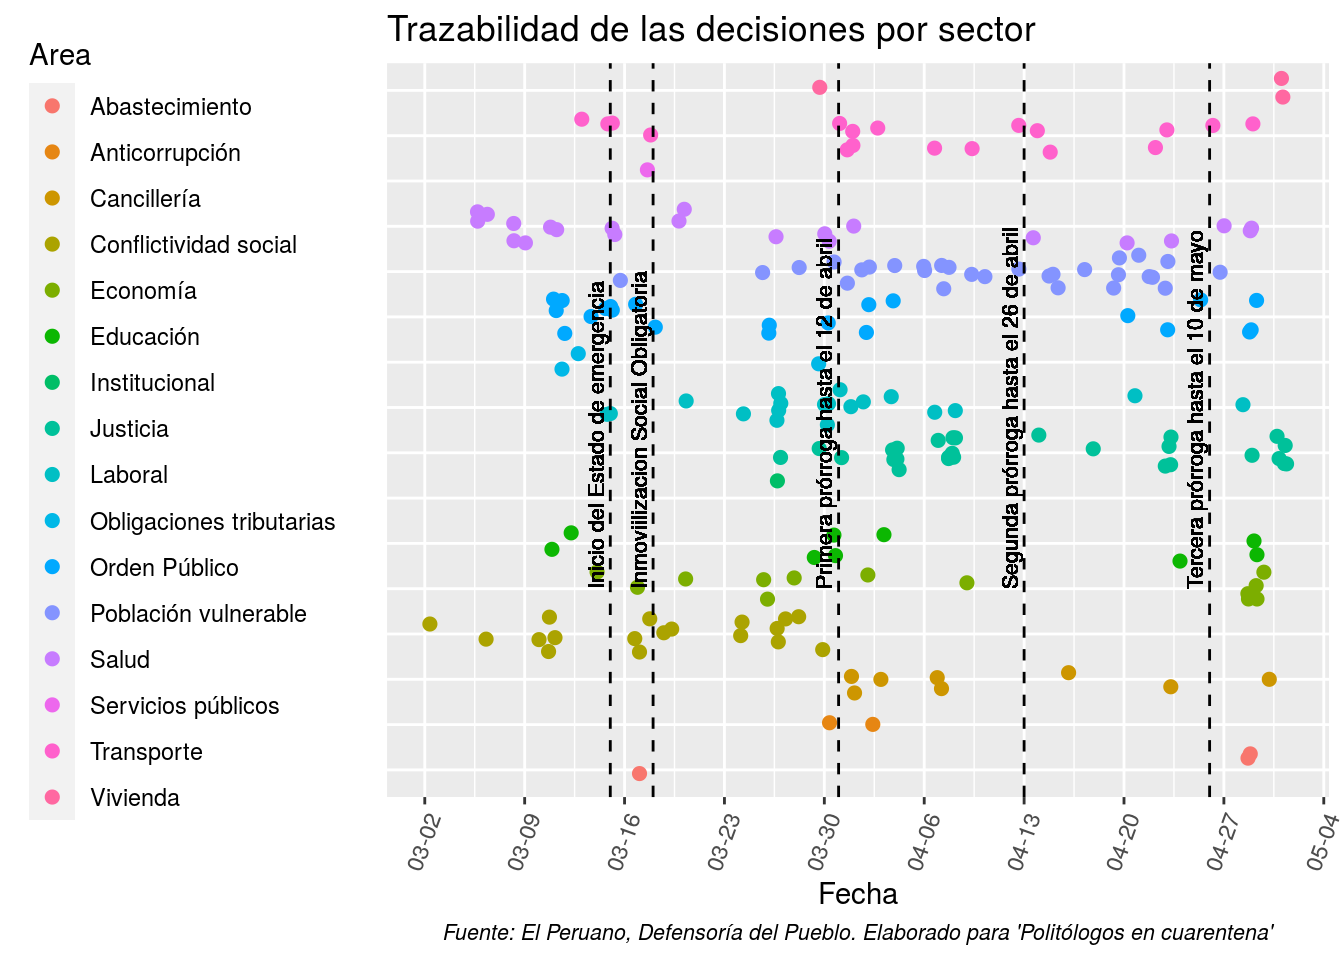 Trazabilidad de las decisiones por sector
Area
Abastecimiento
Anticorrupción
Cancillería
Conflictividad social
Economía
Educación
Institucional
Justicia
Laboral
Obligaciones tributarias
Orden Público
Población vulnerable
Salud
Servicios públicos
Transporte
Vivienda
Inicio del Estado de emergencia
Inmoviilizacion Social Obligatoria
Primera prórroga hasta el 12 de abril
Segunda prórroga hasta el 26 de abril
Tercera prórroga hasta el 10 de mayo
03-02
03-09
03-16
03-23
03-30
04-06
04-13
04-20
04-27
05-04
Fecha
Fuente: El Peruano, Defensoría del Pueblo. Elaborado para 'Politólogos en cuarentena'